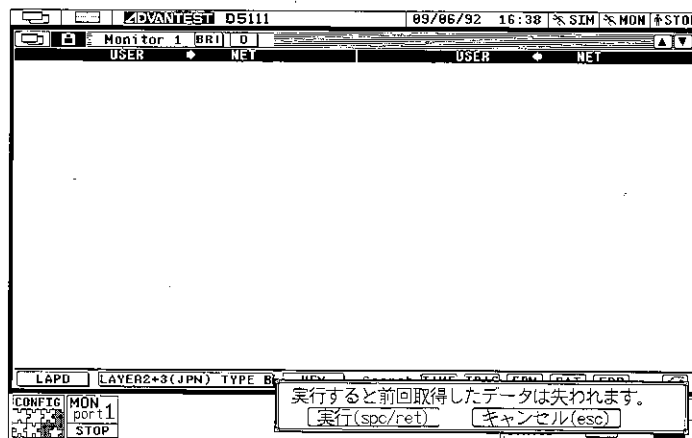 ADVANTEST D5111 09/06/92 16:38 SIM MON STOP
Monitor 1 BRI D
USER NET USER NET
LAPD LAYER2+3(JPN) TYPE B
実行すると前回取得したデータは失われます。
実行(spc/ret) キャンセル(esc)
CONFIG MON
port1
STOP